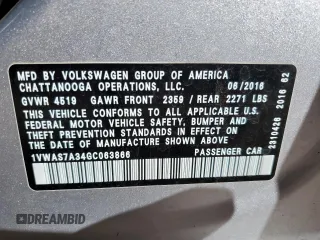 MFD BY VOLKSWAGEN GROUP OF AMERICA
CHATTANOOGA OPERATIONS, LLC. 06/2016
GVWR 4519 GAWR FRONT 2359 / REAR 2271 LBS
THIS VEHICLE CONFORMS TO ALL APPLICABLE U.S.
FEDERAL MOTOR VEHICLE SAFETY, BUMPER AND THEFT
PREVENTION STANDARDS IN EFFECT ON THE DATE OF
MANUFACTURE SHOWN ABOVE
1VWAS7A34GC063866 PASSENGER CAR
2310426 2016 62